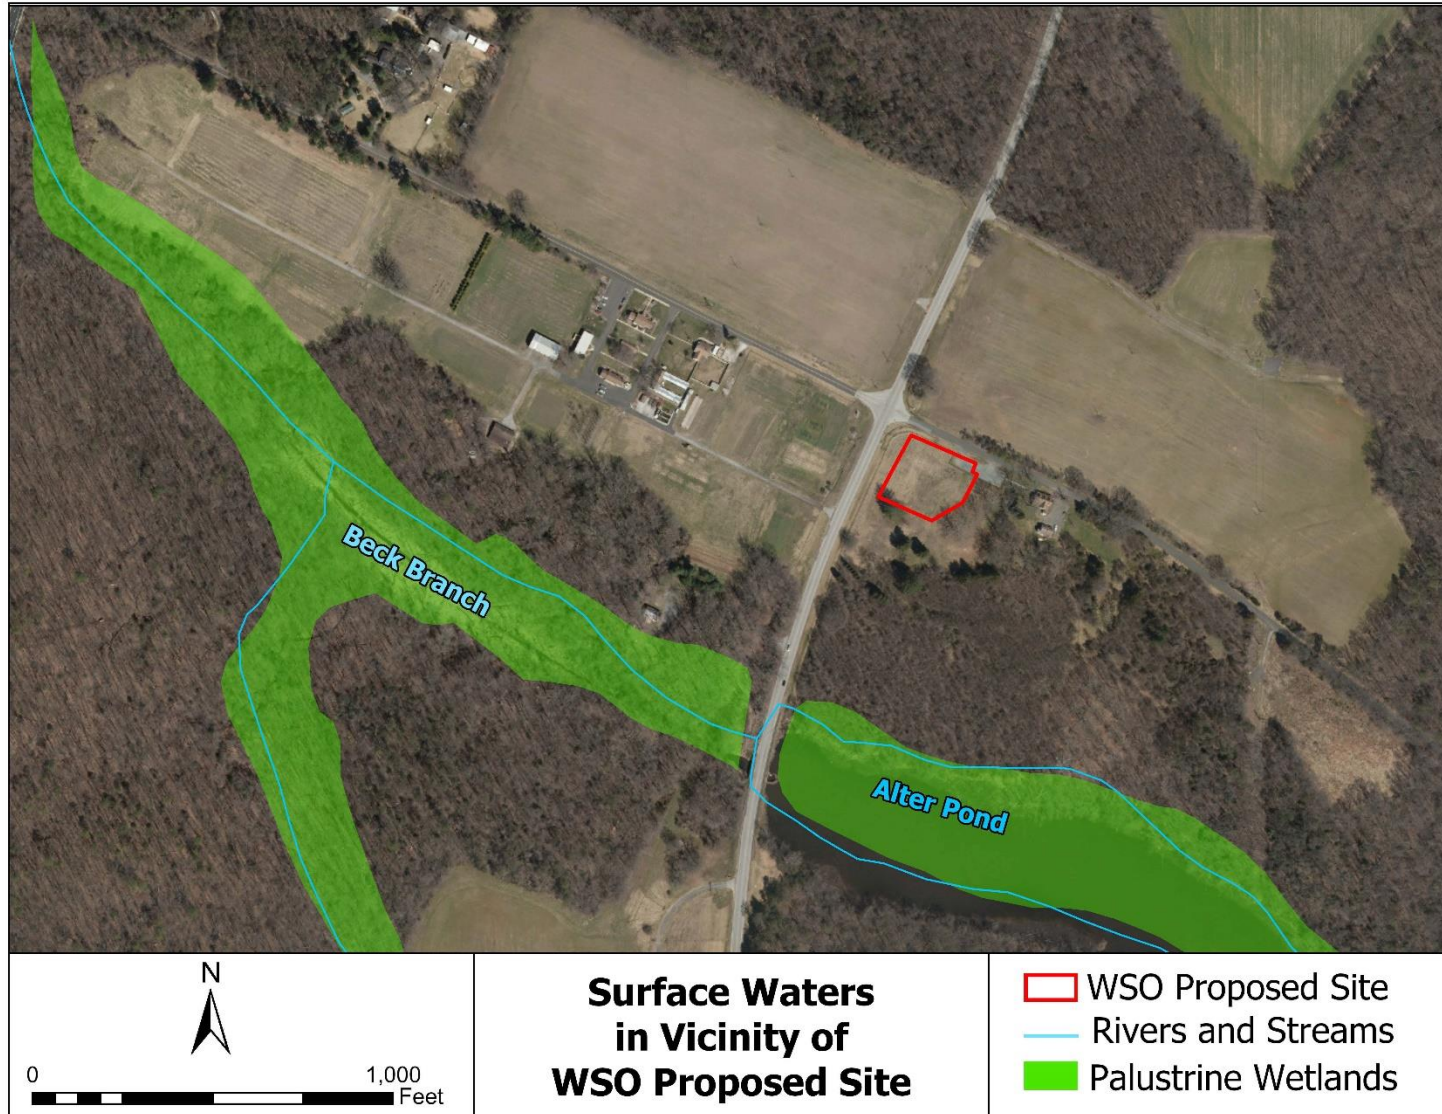 Beck Branch
Alter Pond
N
0 1,000
Feet
Surface Waters
in Vicinity of
WSO Proposed Site
WSO Proposed Site
Rivers and Streams
Palustrine Wetlands